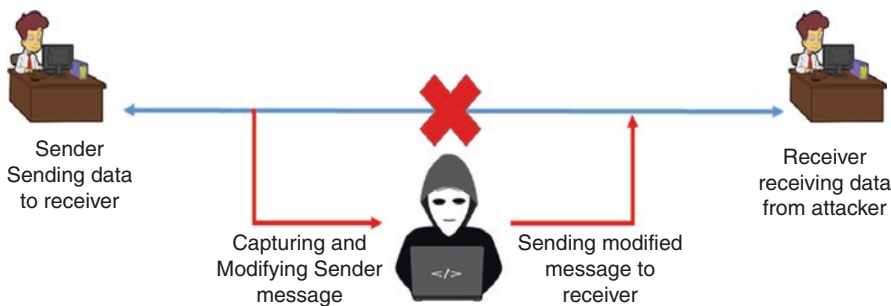 Sender
Sending data
to receiver
Capturing and
Modifying Sender
message
</>
Sending modified
message to
receiver
Receiver
receiving data
from attacker